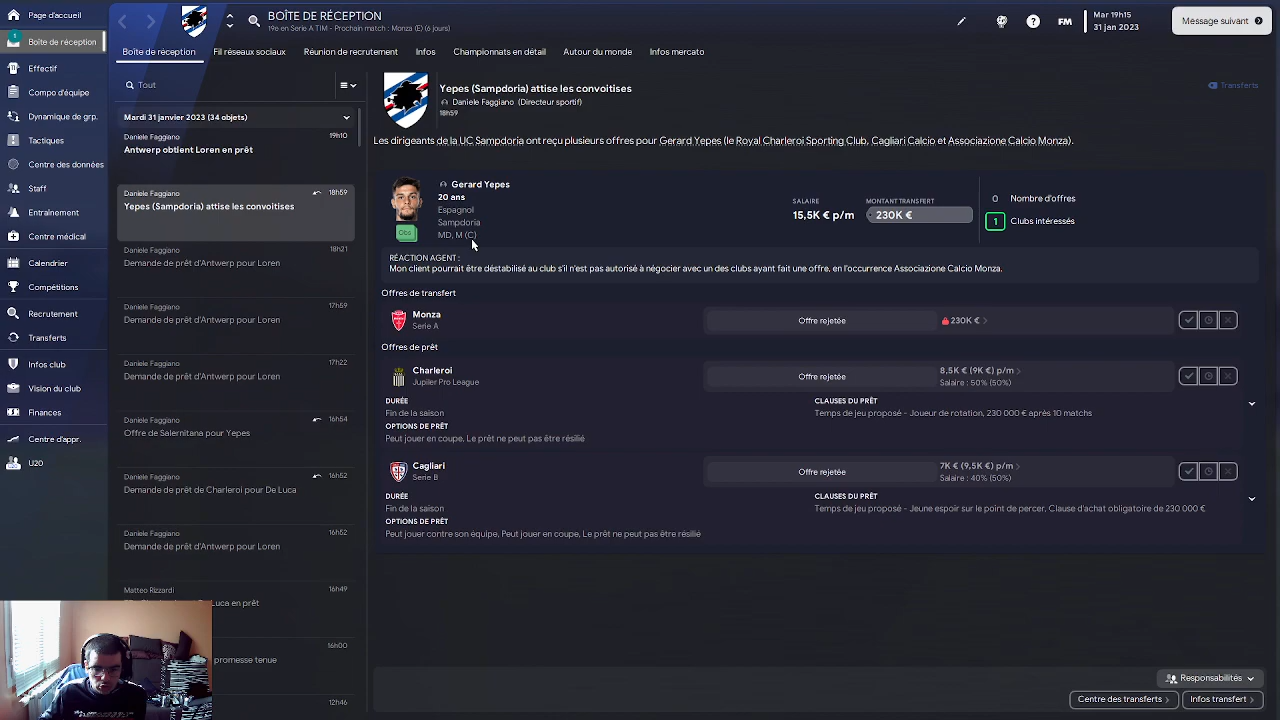 Portail
BOÎTE DE RÉCEPTION
19e en Serie A TIM - Prochain match : Monza (E) (6 jours)
FM
Mar 19h15
31 jan 2023
Message suivant
1
Boîte de réception
Effectif
Compo d'équipe
Dynamique de gr.
Tactiques
Centre des données
Staff
Entraînement
Centre médical
Calendrier
Compétitions
Recrutement
Transferts
Infos club
Vision du club
Finances
Centre d'appr.
U20
Boîte de réception
Fil réseaux sociaux
Réunion de recrutement
Infos
Championnats en détail
Autour du monde
Infos mercato
Tout
Mardi 31 janvier 2023 (34 objets)
Daniele Faggiano
19h10
Antwerp obtient Loren en prêt
Daniele Faggiano
18h59
Yepes (Sampdoria) attise les convoitises
Daniele Faggiano
18h21
Demande de prêt d'Antwerp pour Loren
Daniele Faggiano
17h59
Demande de prêt d'Antwerp pour Loren
Daniele Faggiano
17h22
Demande de prêt d'Antwerp pour Loren
Daniele Faggiano
16h54
Offre de Salernitana pour Yepes
Daniele Faggiano
16h52
Demande de prêt de Charleroi pour De Luca
Daniele Faggiano
16h52
Demande de prêt d'Antwerp pour Loren
Matteo Rizzardi
16h49
Luca en prêt
16h00
promesse tenue
12h46
Yepes (Sampdoria) attise les convoitises
Daniele Faggiano (Directeur sportif)
18h59
Transferts
Les dirigeants de la UC Sampdoria ont reçu plusieurs offres pour Gerard Yepes (le Royal Charleroi Sporting Club, Cagliari Calcio et Associazione Calcio Monza).
Gerard Yepes
20 ans
Espagnol
Sampdoria
MD, M (C)
Obs
SALAIRE
15,5K € p/m
MONTANT TRANSFERT
230K €
0 Nombre d'offres
1 Clubs intéressés
RÉACTION AGENT :
Mon client pourrait être déstabilisé au club s'il n'est pas autorisé à négocier avec un des clubs ayant fait une offre, en l'occurrence Associazione Calcio Monza.
Offres de transfert
Monza
Serie A
Offre rejetée
230K €
Offres de prêt
Charleroi
Jupiler Pro League
Offre rejetée
8,5K € (9K €) p/m
Salaire : 50% (50%)
DURÉE
Fin de la saison
CLAUSES DU PRÊT
Temps de jeu proposé - Joueur de rotation, 230 000 € après 10 matchs
OPTIONS DE PRÊT
Peut jouer en coupe, Le prêt ne peut pas être résilié
Cagliari
Serie B
Offre rejetée
7K € (9,5K €) p/m
Salaire : 40% (50%)
DURÉE
Fin de la saison
CLAUSES DU PRÊT
Temps de jeu proposé - Jeune espoir sur le point de percer, Clause d'achat obligatoire de 230 000 €
OPTIONS DE PRÊT
Peut jouer contre son équipe, Peut jouer en coupe, Le prêt ne peut pas être résilié
Responsabilités
Centre des transferts
Infos transfert